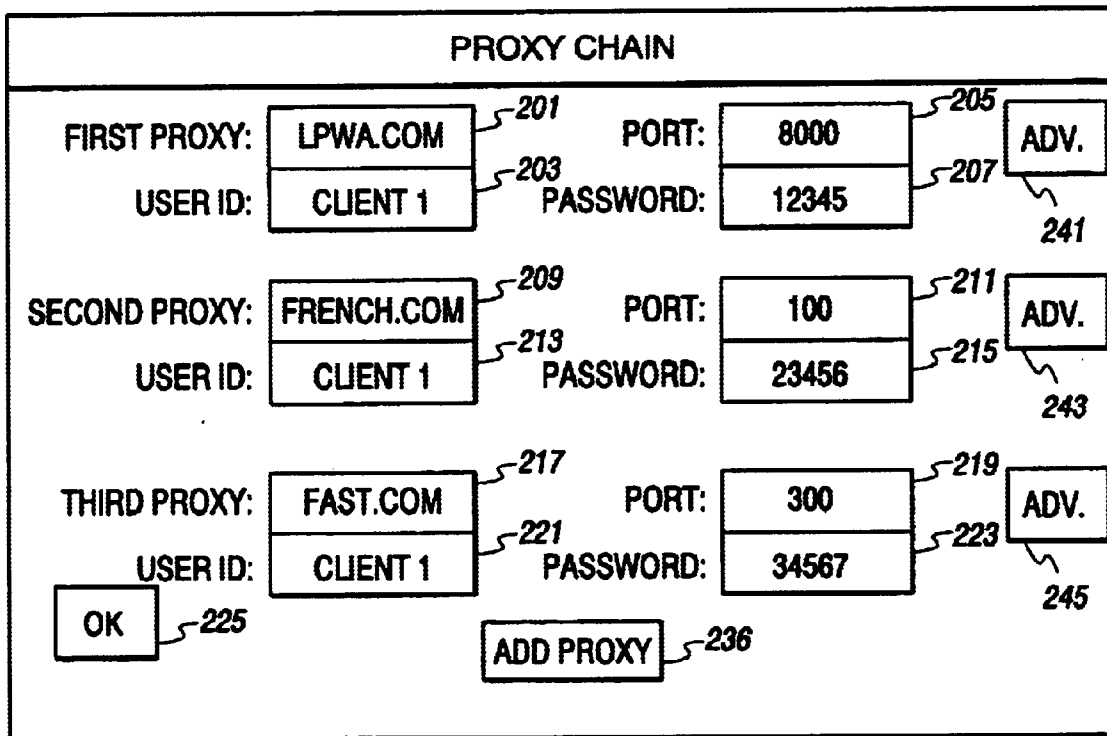 PROXY CHAIN
FIRST PROXY: LPWA.COM 201 PORT: 8000 205 ADV.
USER ID: CLIENT 1 203 PASSWORD: 12345 207 241
SECOND PROXY: FRENCH.COM 209 PORT: 100 211 ADV.
USER ID: CLIENT 1 213 PASSWORD: 23456 215 243
THIRD PROXY: FAST.COM 217 PORT: 300 219 ADV.
USER ID: CLIENT 1 221 PASSWORD: 34567 223 245
OK 225
ADD PROXY 236